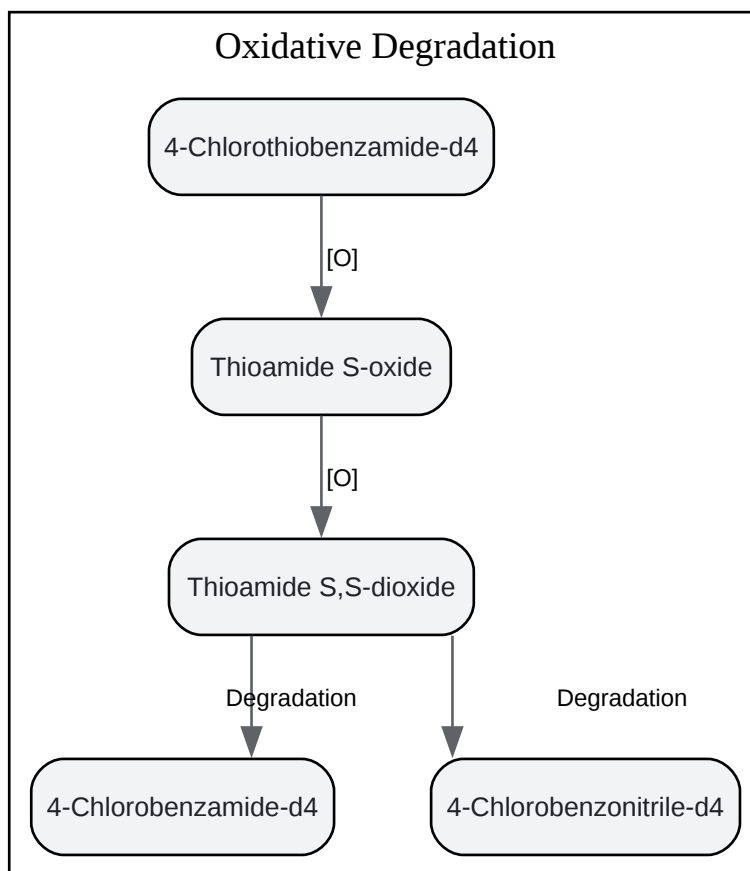 Oxidative Degradation
4-Chlorothiobenzamide-d4
[O]
Thioamide S-oxide
[O]
Thioamide S,S-dioxide
Degradation
Degradation
4-Chlorobenzamide-d4
4-Chlorobenzonitrile-d4